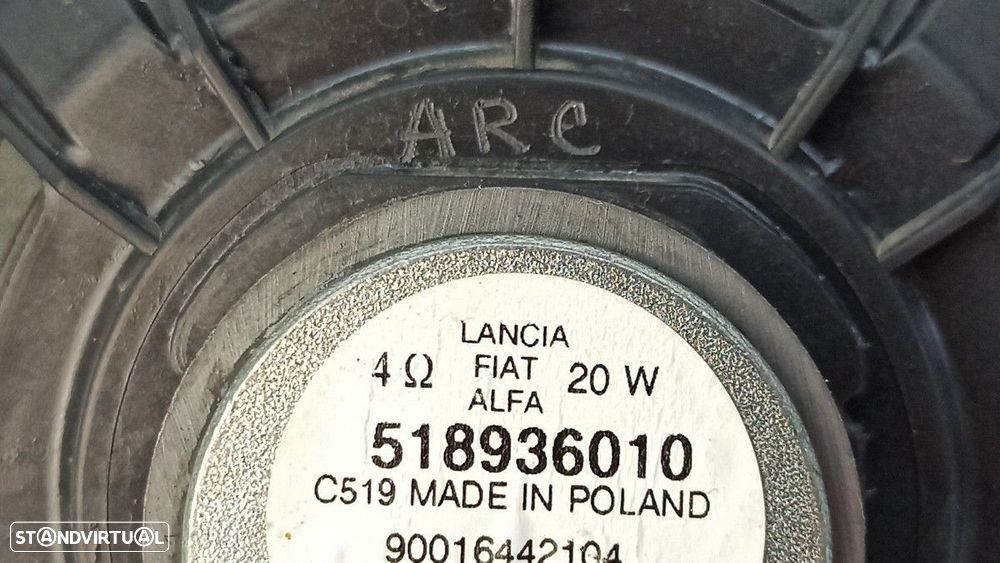 ARC
LANCIA
4 Ω FIAT 20 W
ALFA
518936010
C519 MADE IN POLAND
90016442104
STANDVIRTUAL